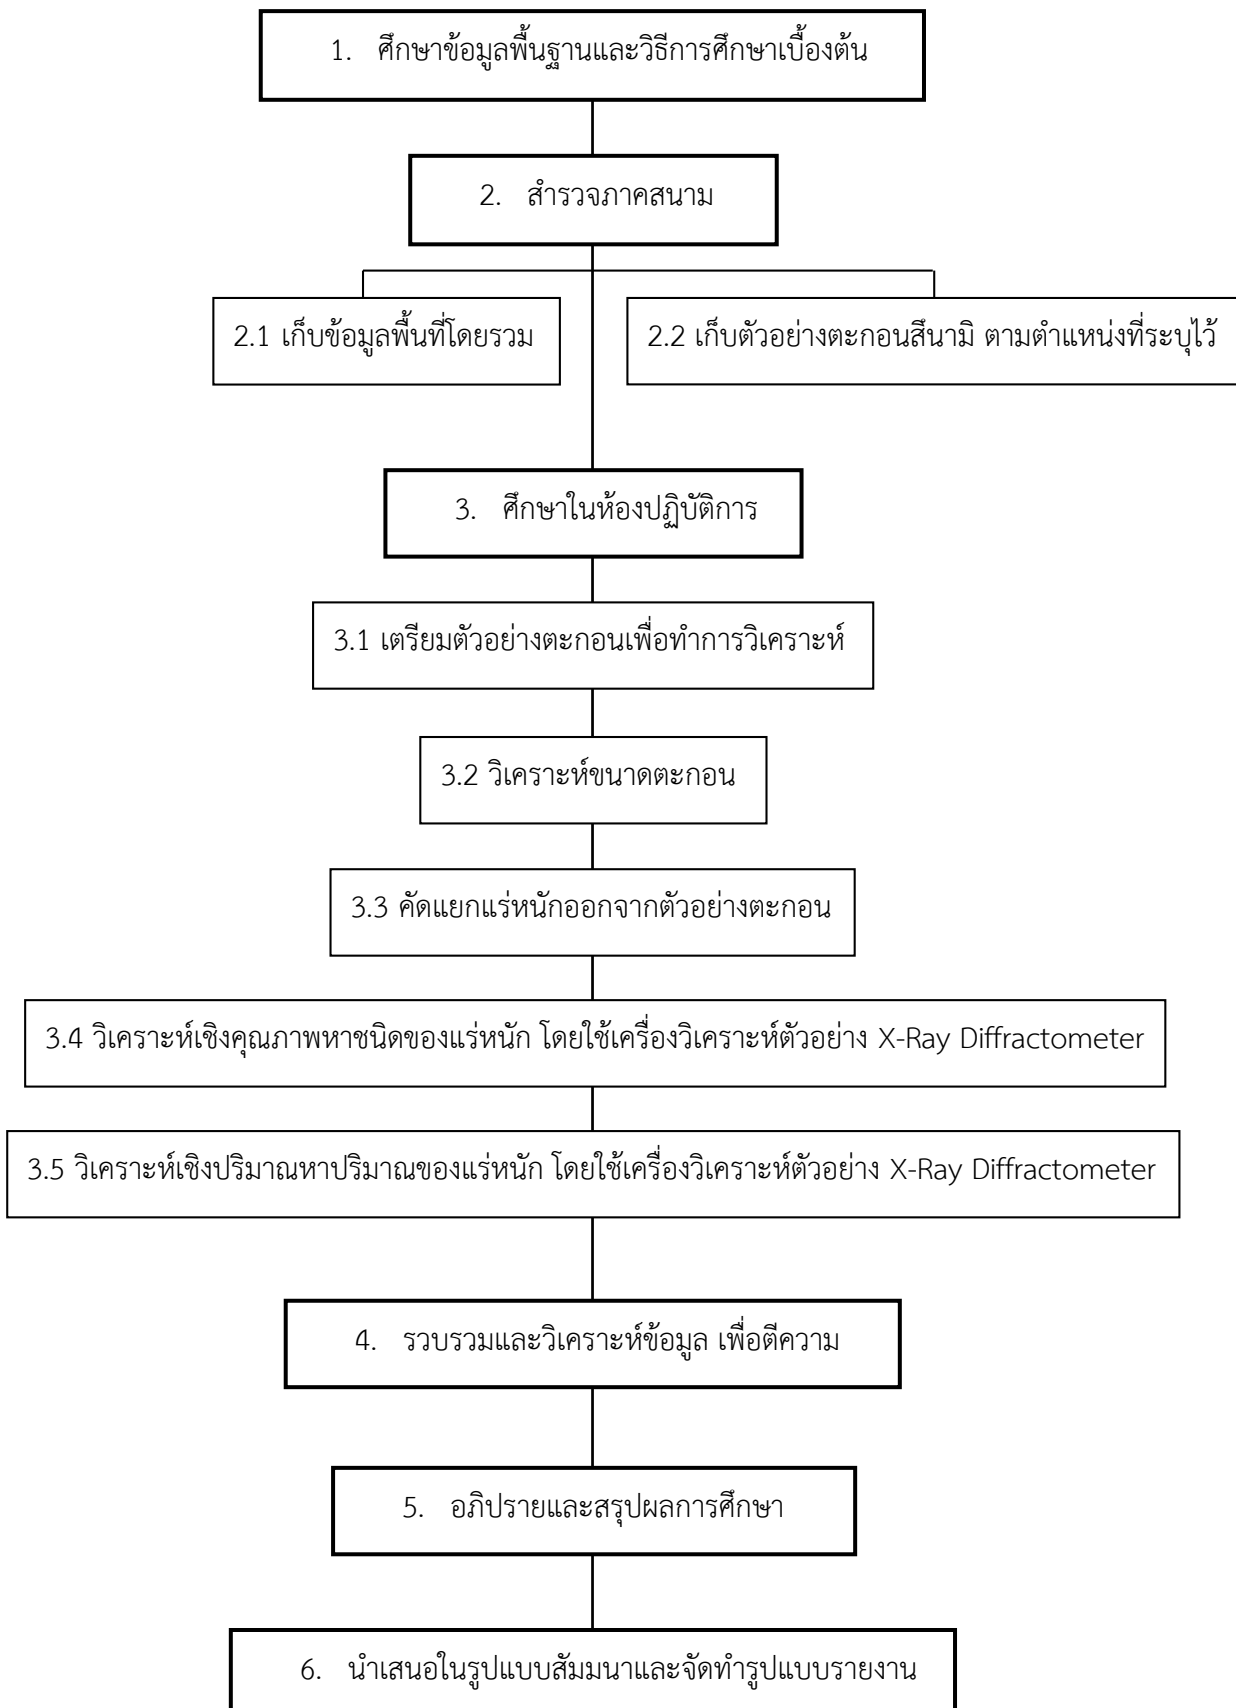 1. ศึกษาข้อมูลพื้นฐานและวิธีการศึกษาเบื้องต้น
2. สำรวจภาคสนาม
2.1 เก็บข้อมูลพื้นที่โดยรวม
2.2 เก็บตัวอย่างตะกอนสึนามิ ตามตำแหน่งที่ระบุไว้
3. ศึกษาในห้องปฏิบัติการ
3.1 เตรียมตัวอย่างตะกอนเพื่อทำการวิเคราะห์
3.2 วิเคราะห์ขนาดตะกอน
3.3 คัดแยกแร่หนักออกจากตัวอย่างตะกอน
3.4 วิเคราะห์เชิงคุณภาพหาชนิดของแร่หนัก โดยใช้เครื่องวิเคราะห์ตัวอย่าง X-Ray Diffractometer
3.5 วิเคราะห์เชิงปริมาณหาปริมาณของแร่หนัก โดยใช้เครื่องวิเคราะห์ตัวอย่าง X-Ray Diffractometer
4. รวบรวมและวิเคราะห์ข้อมูล เพื่อตีความ
5. อภิปรายและสรุปผลการศึกษา
6. นำเสนอในรูปแบบสัมมนาและจัดทำรูปแบบรายงาน